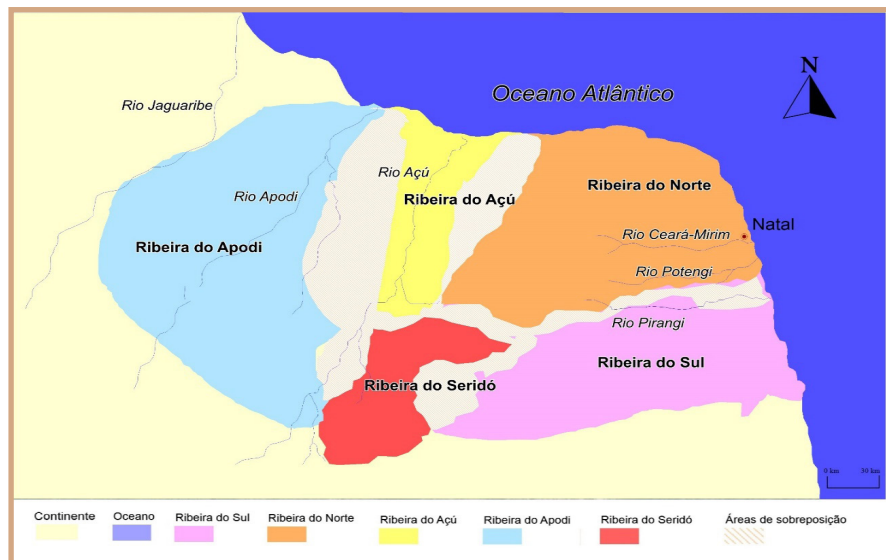 N
Oceano Atlântico
Rio Jaguaribe
Rio Açú
Rio Apodi
Ribeira do Açú
Ribeira do Norte
Natal
Rio Ceará-Mirim
Ribeira do Apodi
Rio Potengi
Rio Pirangi
Ribeira do Sul
Ribeira do Seridó
0 km 30 km
Continente Oceano Ribeira do Sul Ribeira do Norte Ribeira do Açú Ribeira do Apodi Ribeira do Seridó Áreas de sobreposição